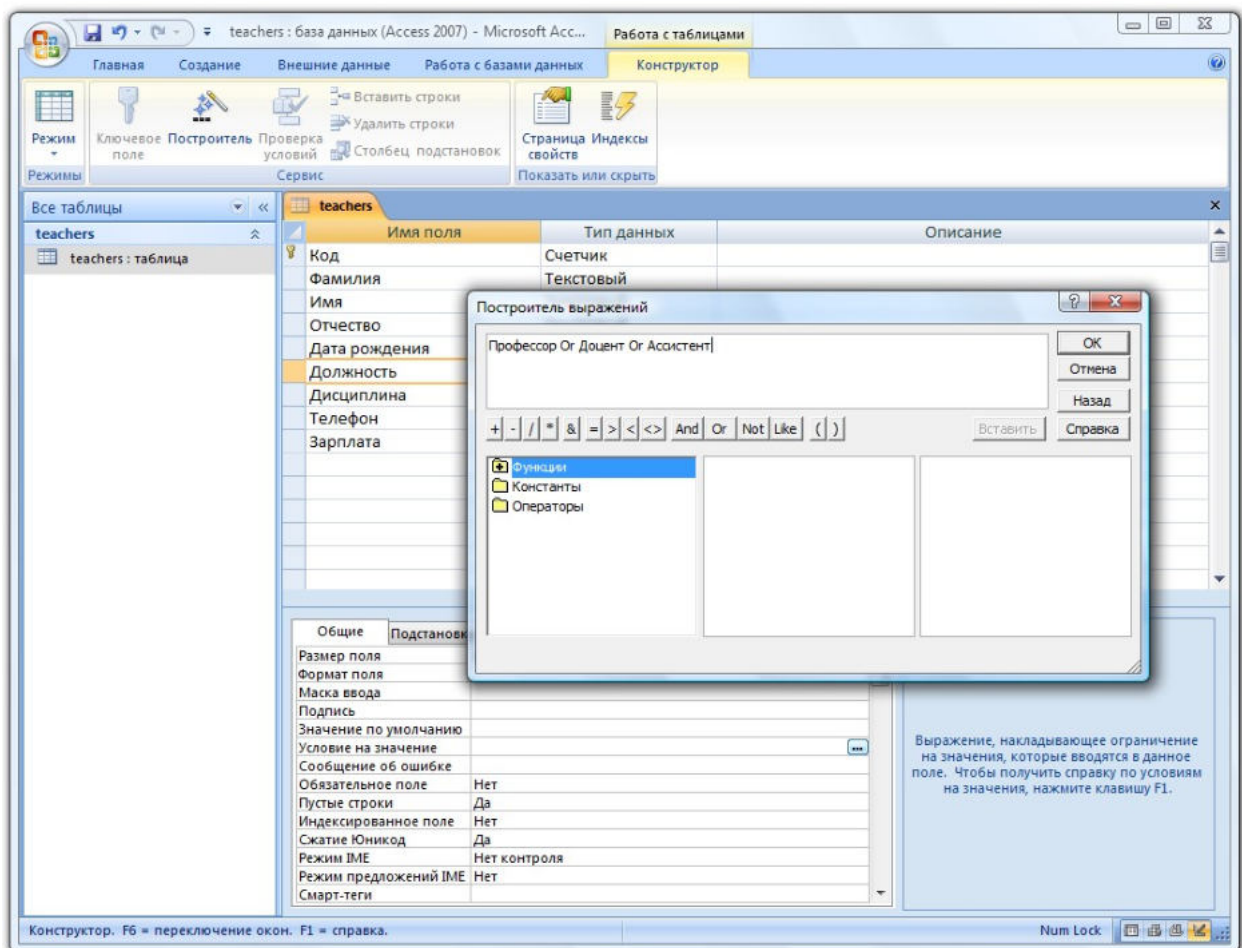 teachers : база данных (Access 2007) - Microsoft Acc...
Работа с таблицами
Главная Создание Внешние данные Работа с базами данных Конструктор
Режим
Ключевое поле
Построитель
Проверка условий
Вставить строки
Удалить строки
Столбец подстановок
Страница свойств
Индексы
Режимы Сервис Показать или скрыть
Все таблицы
teachers
teachers : таблица
teachers
Имя поля Тип данных Описание
Код Счетчик
Фамилия Текстовый
Имя
Отчество
Дата рождения
Должность
Дисциплина
Телефон
Зарплата
Построитель выражений
Профессор Or Доцент Or Ассистент
OK
Отмена
Назад
+ - / * & = > < <> And Or Not Like ( ) Вставить Справка
Функции
Константы
Операторы
Общие Подстановк
Размер поля
Формат поля
Маска ввода
Подпись
Значение по умолчанию
Условие на значение
Сообщение об ошибке
Обязательное поле Нет
Пустые строки Да
Индексированное поле Нет
Сжатие Юникод Да
Режим IME Нет контроля
Режим предложений IME Нет
Смарт-теги
Выражение, накладывающее ограничение
на значения, которые вводятся в данное
поле. Чтобы получить справку по условиям
на значения, нажмите клавишу F1.
Конструктор. F6 = переключение окон. F1 = справка. Num Lock